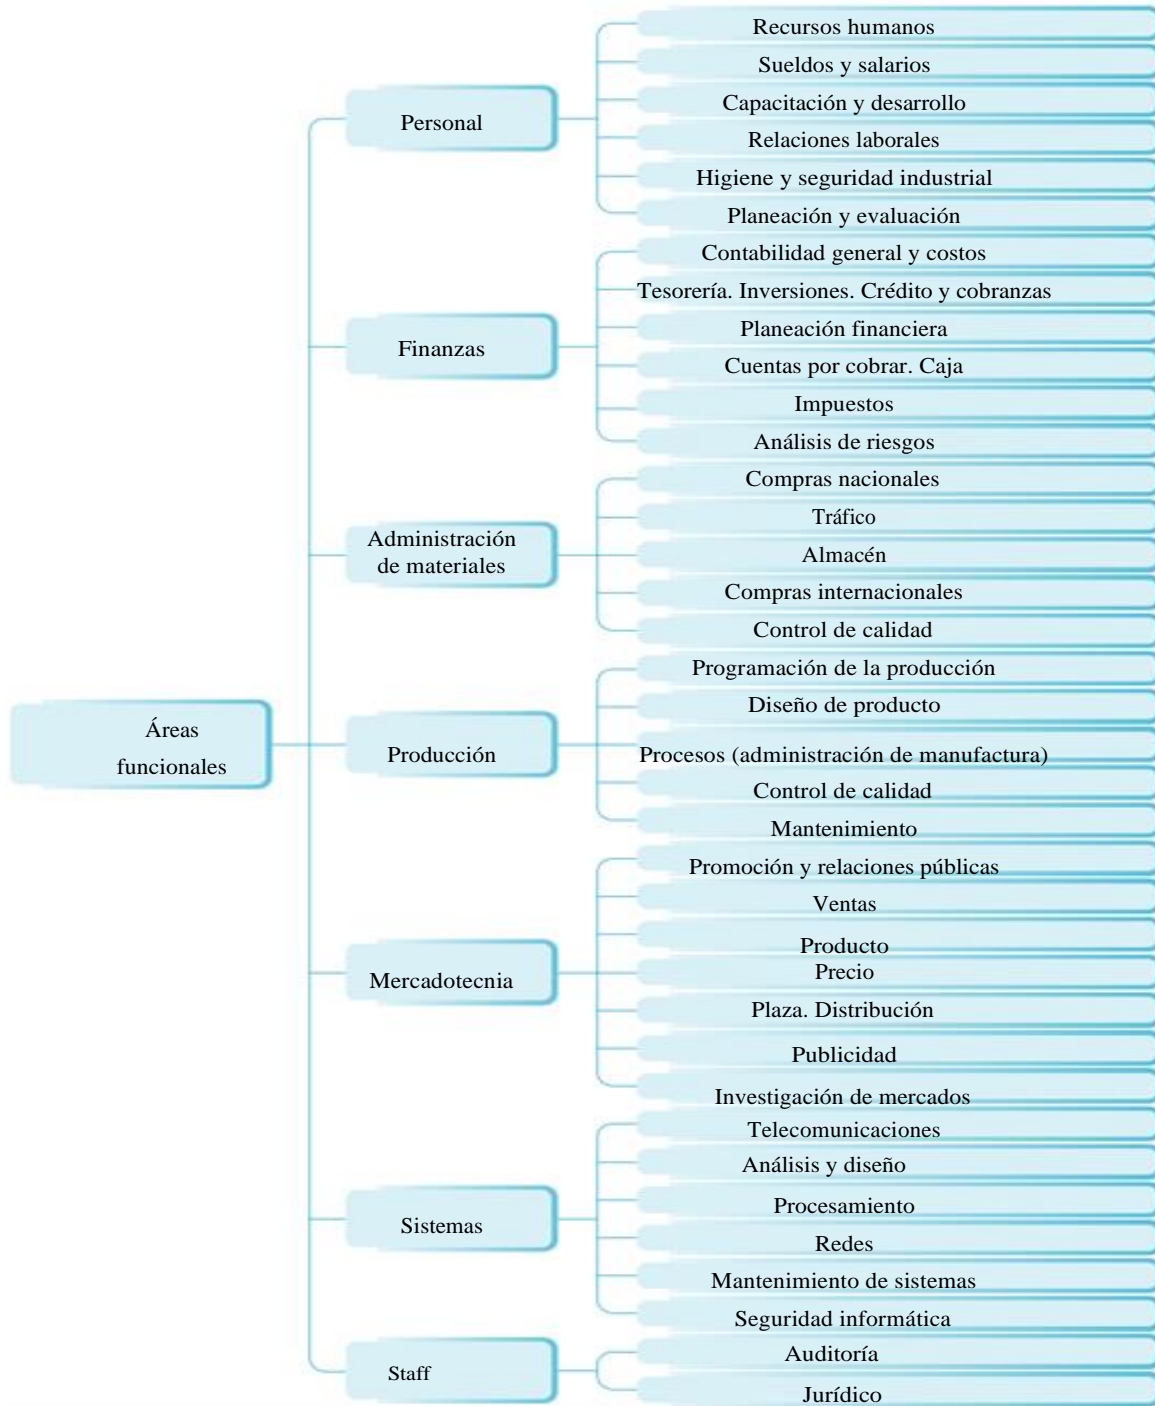 Áreas
funcionales
Personal
Recursos humanos
Sueldos y salarios
Capacitación y desarrollo
Relaciones laborales
Higiene y seguridad industrial
Planeación y evaluación
Finanzas
Contabilidad general y costos
Tesorería. Inversiones. Crédito y cobranzas
Planeación financiera
Cuentas por cobrar. Caja
Impuestos
Análisis de riesgos
Administración
de materiales
Compras nacionales
Tráfico
Almacén
Compras internacionales
Control de calidad
Producción
Programación de la producción
Diseño de producto
Procesos (administración de manufactura)
Control de calidad
Mantenimiento
Mercadotecnia
Promoción y relaciones públicas
Ventas
Producto
Precio
Plaza. Distribución
Publicidad
Investigación de mercados
Sistemas
Telecomunicaciones
Análisis y diseño
Procesamiento
Redes
Mantenimiento de sistemas
Seguridad informática
Staff
Auditoría
Jurídico